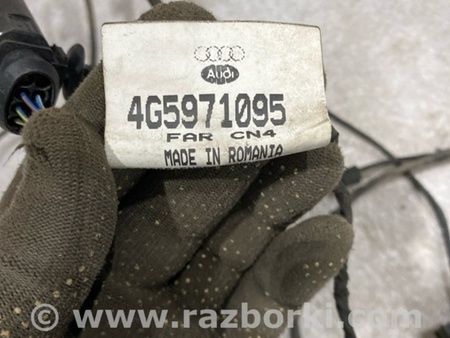 Audi
4G5971095
FAR CN4
MADE IN ROMANIA
© www.razborki.com